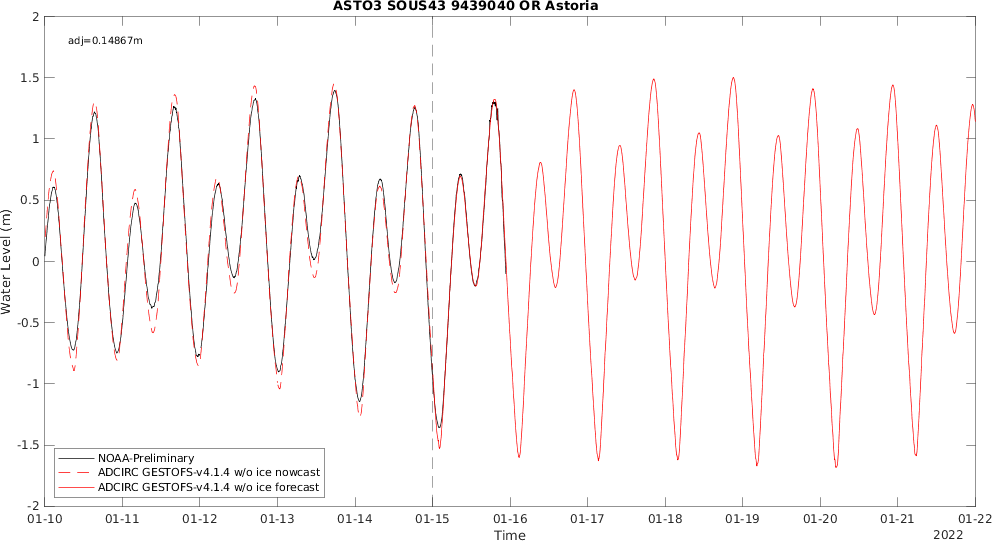 ASTO3 SOUS43 9439040 OR Astoria
adj=0.14867m
2
1.5
1
0.5
0
-0.5
-1
-1.5
-2
Water Level (m)
NOAA-Preliminary
ADCIRC GESTOFS-v4.1.4 w/o ice nowcast
ADCIRC GESTOFS-v4.1.4 w/o ice forecast
01-10 01-11 01-12 01-13 01-14 01-15 01-16 01-17 01-18 01-19 01-20 01-21 01-22
Time
2022